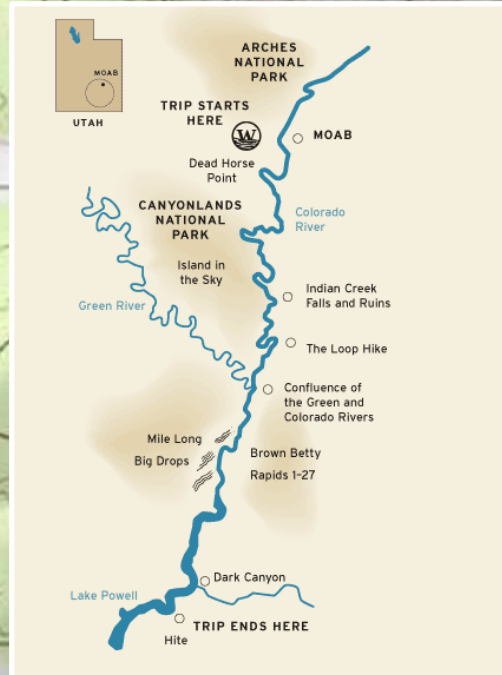 MOAB
UTAH
ARCHES
NATIONAL
PARK
TRIP STARTS
HERE
W
MOAB
Dead Horse
Point
CANYONLANDS
NATIONAL
PARK
Colorado
River
Island in
the Sky
Green River
Indian Creek
Falls and Ruins
The Loop Hike
Confluence of
the Green and
Colorado Rivers
Mile Long
Big Drops
Brown Betty
Rapids 1–27
Dark Canyon
Lake Powell
TRIP ENDS HERE
Hite